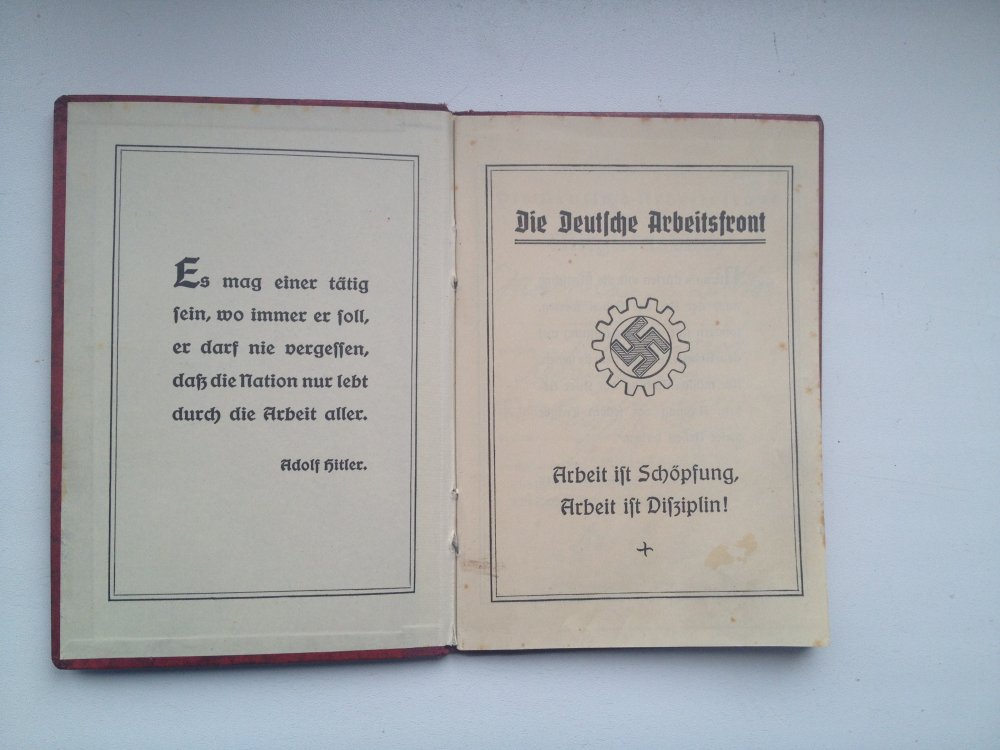 Es mag einer tätig
sein, wo immer er soll,
er darf nie vergessen,
daß die Nation nur lebt
durch die Arbeit aller.
Adolf Hitler.
Die Deutsche Arbeitsfront
Arbeit ist Schöpfung,
Arbeit ist Disziplin!